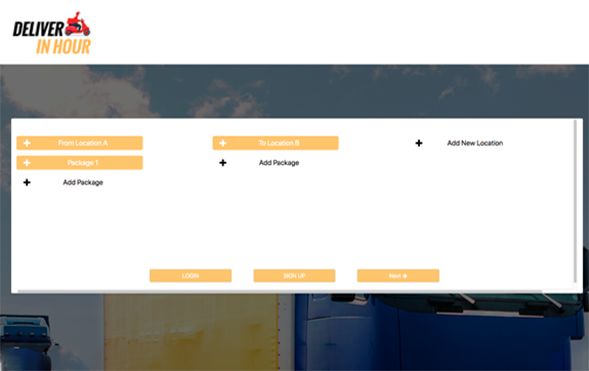 DELIVER
IN HOUR
From Location A
Package 1
Add Package
To Location B
Add Package
Add New Location
LOGIN
SIGN UP
Next